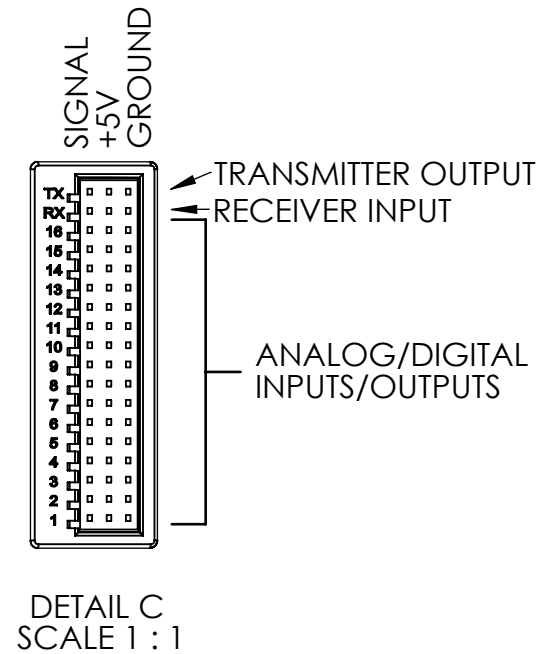 SIGNAL
+5V
GROUND
TX
RX
16
15
14
13
12
11
10
9
8
7
6
5
4
3
2
1
TRANSMITTER OUTPUT
RECEIVER INPUT
ANALOG/DIGITAL
INPUTS/OUTPUTS
DETAIL C
SCALE 1 : 1